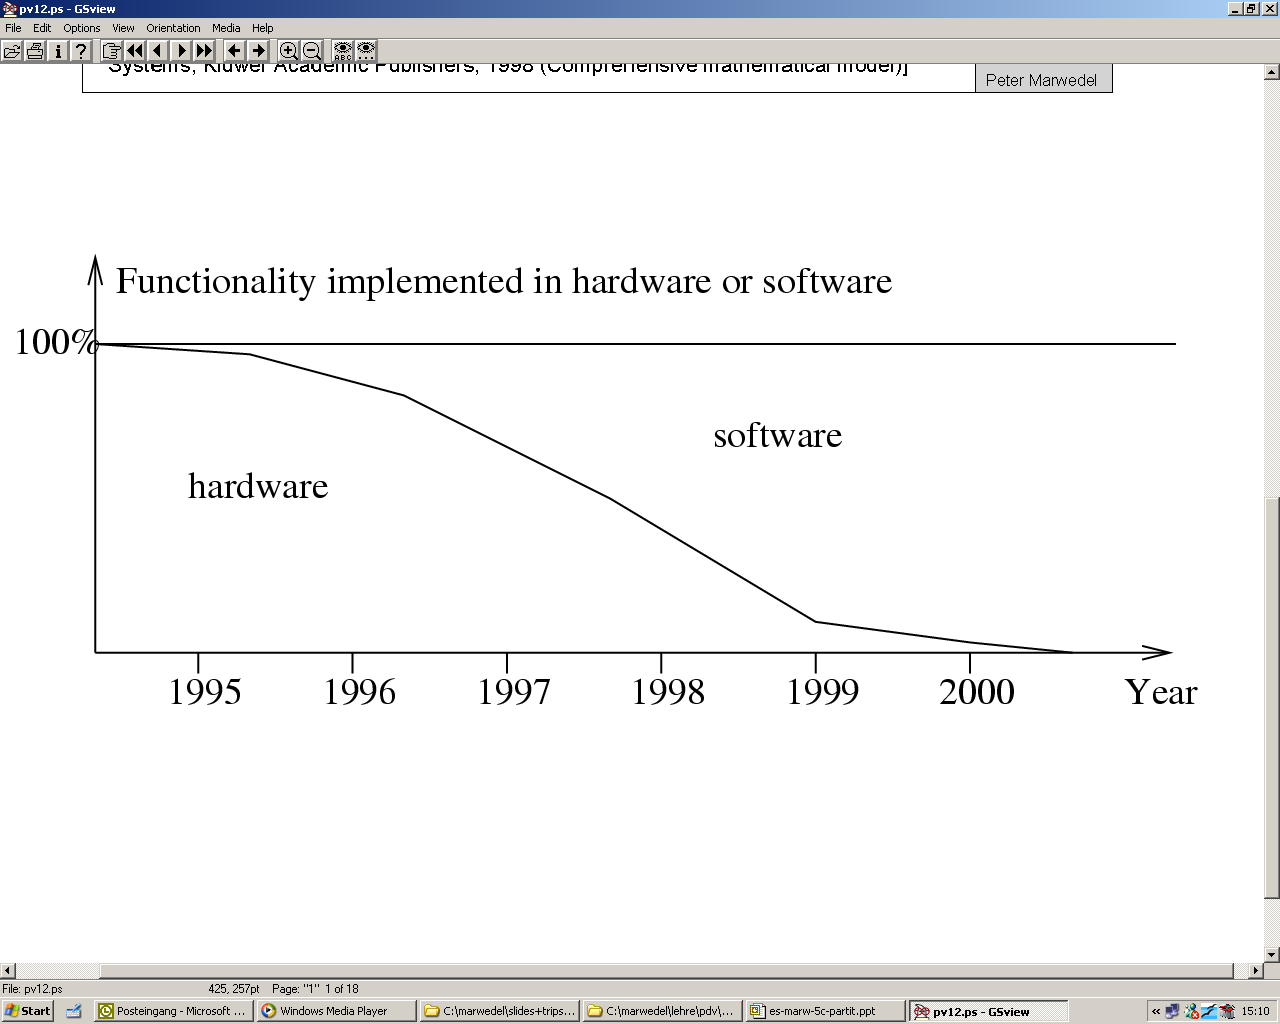 pv12.ps - GSview
File Edit Options View Orientation Media Help
Systems, Kluwer Academic Publishers, 1998 (Comprehensive mathematical model)]
Peter Marwedel
Functionality implemented in hardware or software
100%
software
hardware
1995 1996 1997 1998 1999 2000 Year
File: pv12.ps 425, 257pt Page: "1" 1 of 18
Start Posteingang - Microsoft ... Windows Media Player C:\marwedel\slides+trips... C:\marwedel\lehre\pdv\... es-marw-5c-partit.ppt pv12.ps - GSview « 15:10